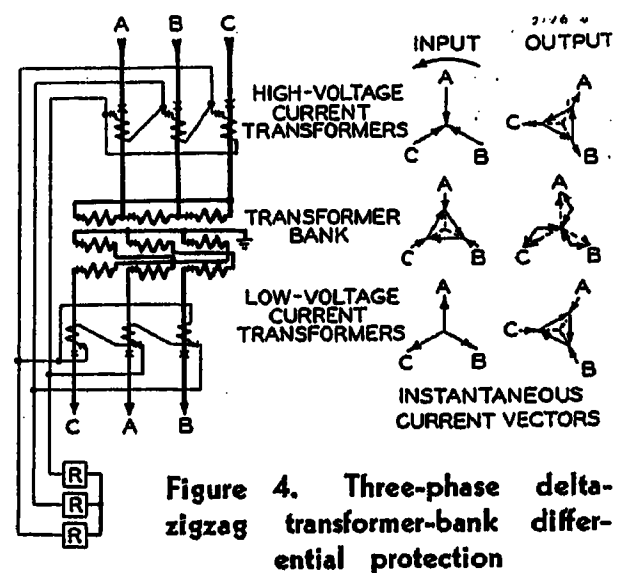 A B C
INPUT OUTPUT
HIGH-VOLTAGE
CURRENT
TRANSFORMERS
A
C B
A
C
B
TRANSFORMER
BANK
A
C B
A
C B
LOW-VOLTAGE
CURRENT
TRANSFORMERS
A
C B
A
C
B
C A B
INSTANTANEOUS
CURRENT VECTORS
R
R
R
Figure 4. Three-phase delta-
zigzag transformer-bank differ-
ential protection